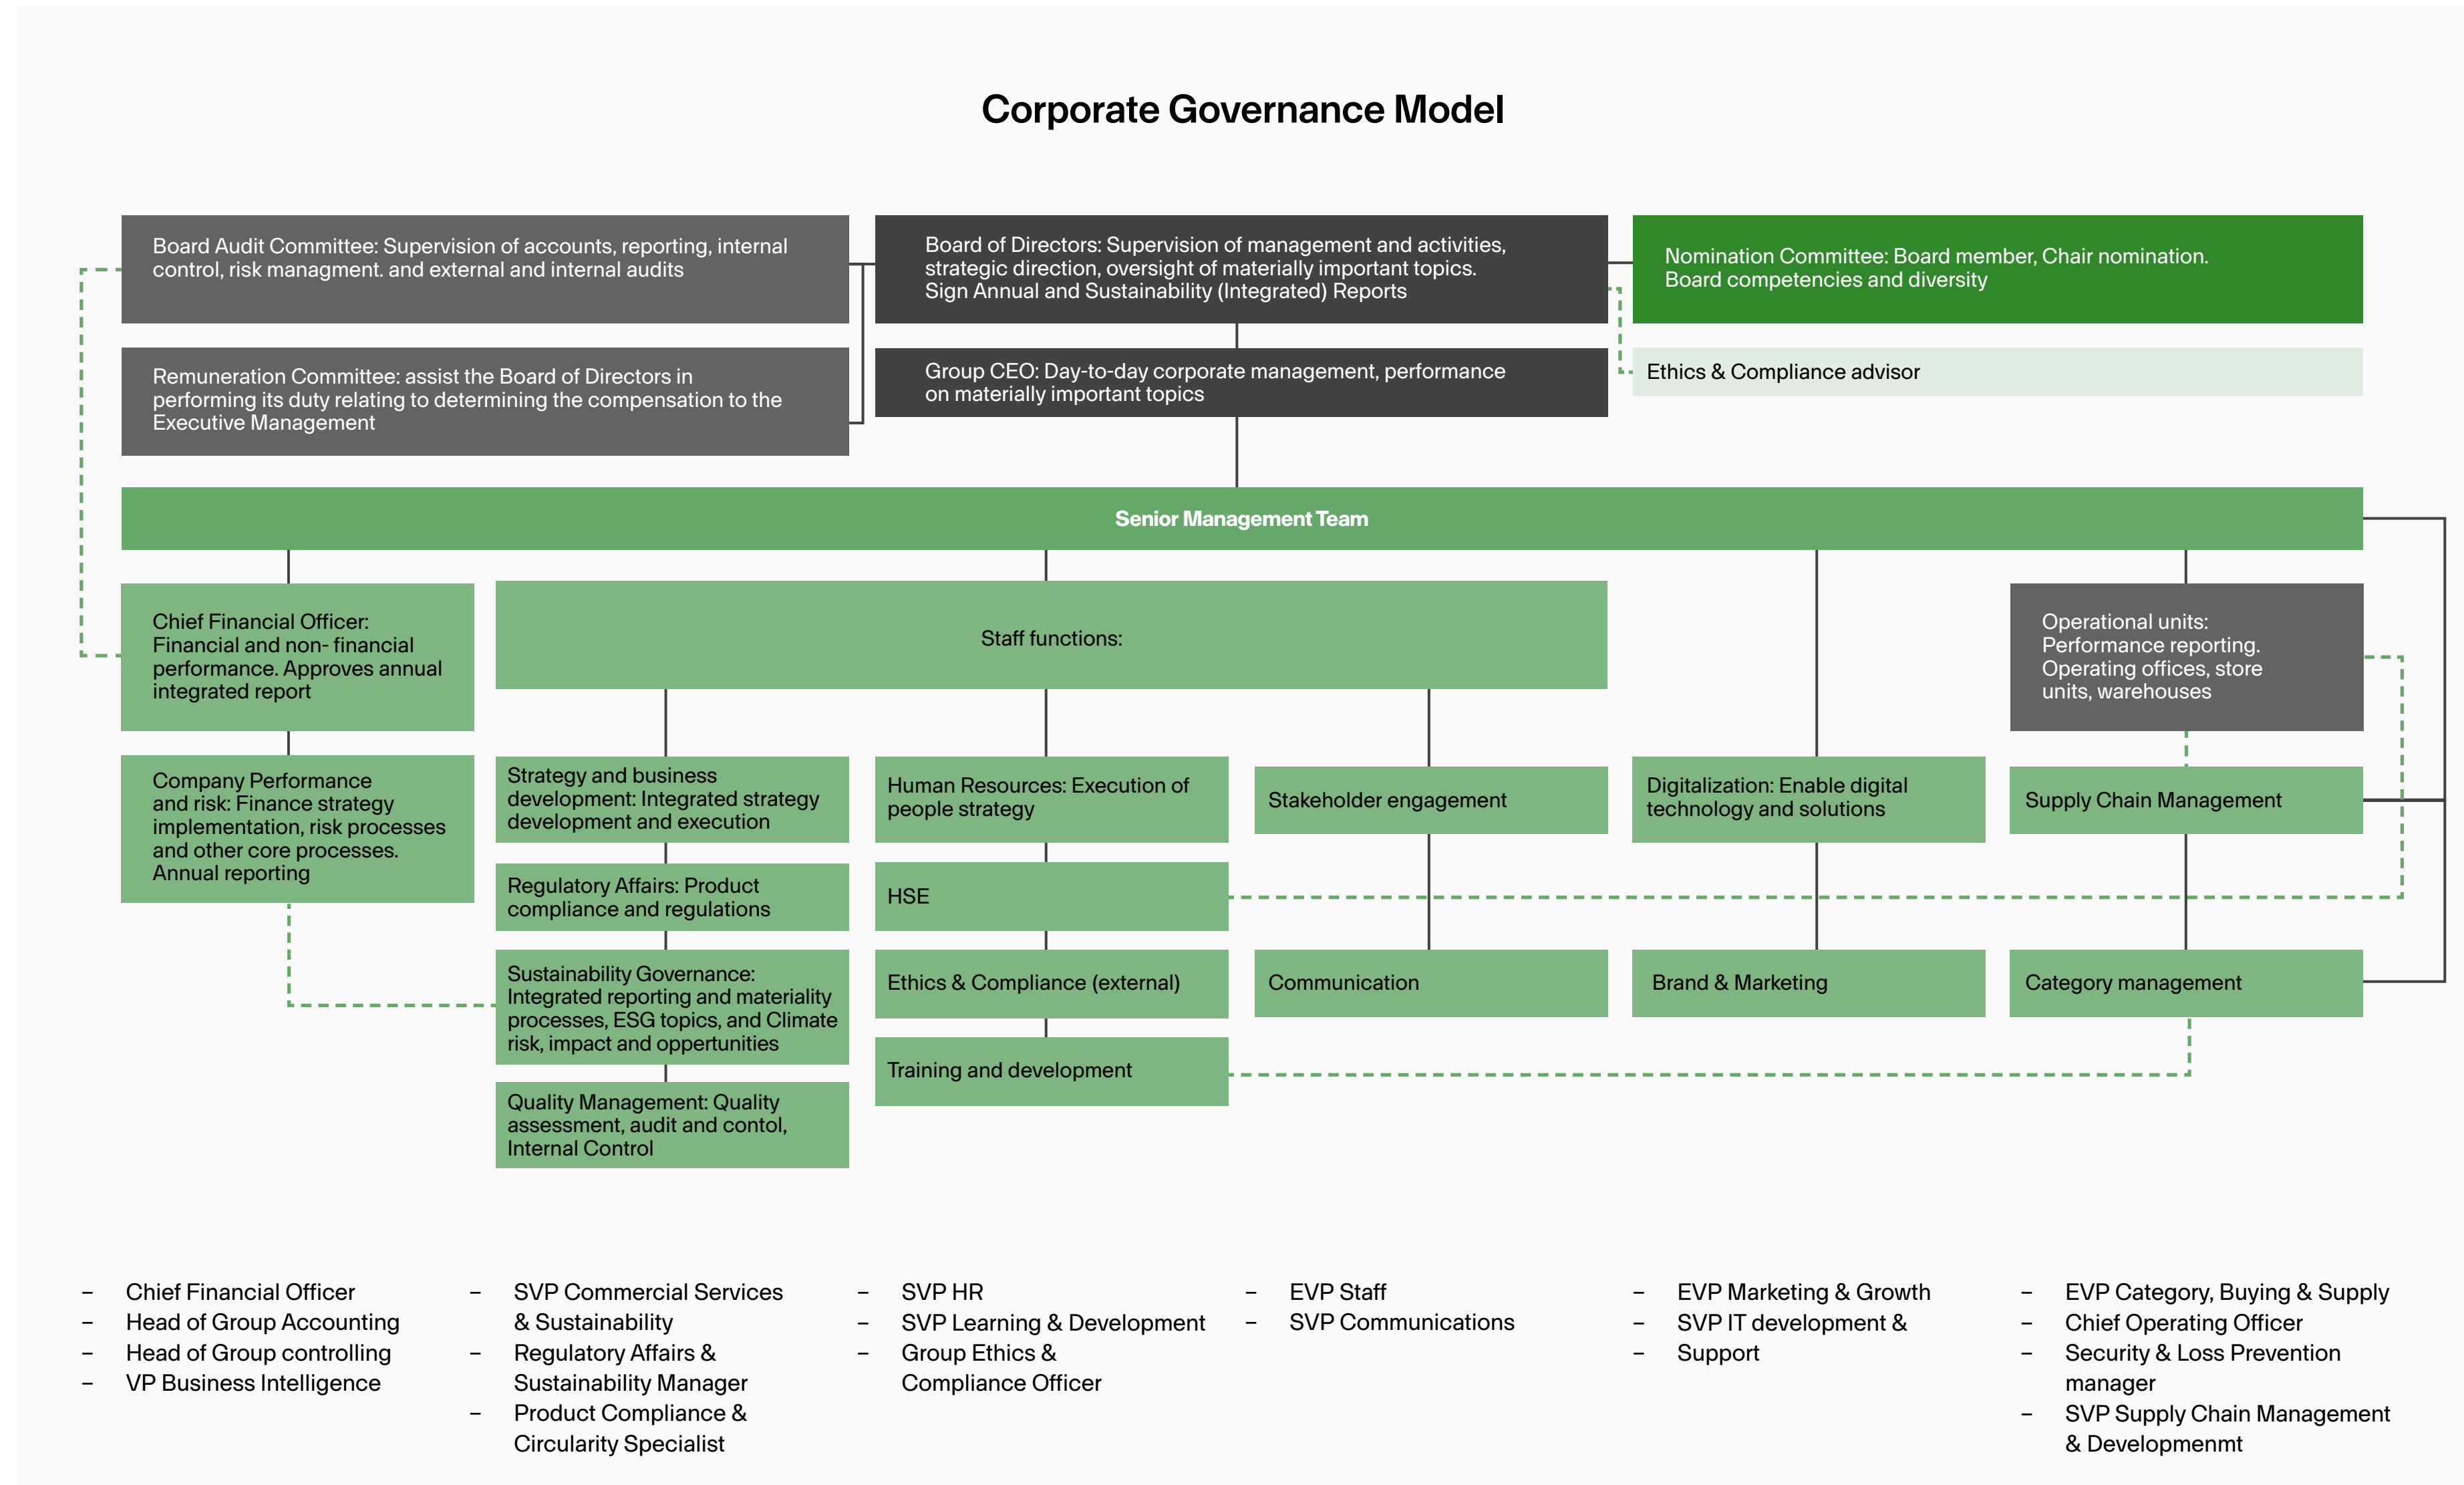 Corporate Governance Model
Board Audit Committee: Supervision of accounts, reporting, internal
control, risk managment. and external and internal audits
Board of Directors: Supervision of management and activities,
strategic direction, oversight of materially important topics.
Sign Annual and Sustainability (Integrated) Reports
Nomination Committee: Board member, Chair nomination.
Board competencies and diversity
Remuneration Committee: assist the Board of Directors in
performing its duty relating to determining the compensation to the
Executive Management
Group CEO: Day-to-day corporate management, performance
on materially important topics
Ethics & Compliance advisor
Senior Management Team
Chief Financial Officer:
Financial and non- financial
performance. Approves annual
integrated report
Staff functions:
Operational units:
Performance reporting.
Operating offices, store
units, warehouses
Company Performance
and risk: Finance strategy
implementation, risk processes
and other core processes.
Annual reporting
Strategy and business
development: Integrated strategy
development and execution
Human Resources: Execution of
people strategy
Stakeholder engagement
Digitalization: Enable digital
technology and solutions
Supply Chain Management
Regulatory Affairs: Product
compliance and regulations
HSE
Sustainability Governance:
Integrated reporting and materiality
processes, ESG topics, and Climate
risk, impact and oppertunities
Ethics & Compliance (external)
Communication
Brand & Marketing
Category management
Training and development
Quality Management: Quality
assessment, audit and contol,
Internal Control
– Chief Financial Officer
– Head of Group Accounting
– Head of Group controlling
– VP Business Intelligence
– SVP Commercial Services
& Sustainability
– Regulatory Affairs &
Sustainability Manager
– Product Compliance &
Circularity Specialist
– SVP HR
– SVP Learning & Development
– Group Ethics &
Compliance Officer
– EVP Staff
– SVP Communications
– EVP Marketing & Growth
– SVP IT development &
– Support
– EVP Category, Buying & Supply
– Chief Operating Officer
– Security & Loss Prevention
manager
– SVP Supply Chain Management
& Developmenmt